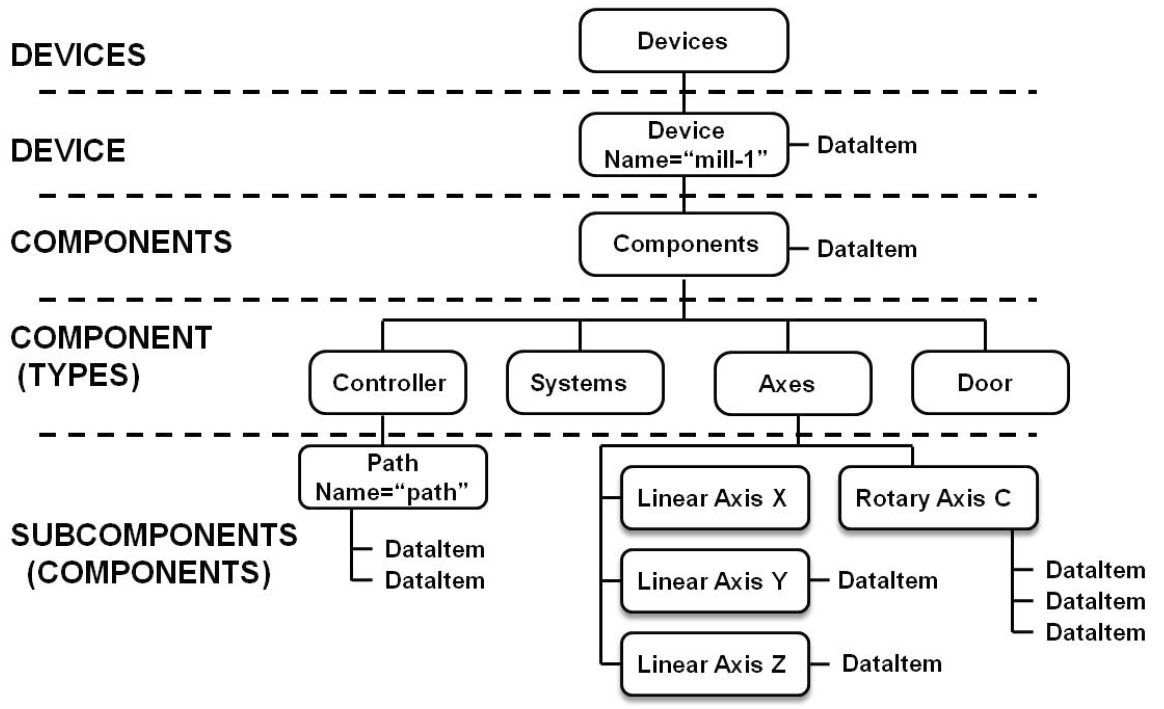 DEVICES
Devices
DEVICE
Device
Name=“mill-1”
DataItem
COMPONENTS
Components
DataItem
COMPONENT
(TYPES)
Controller
Systems
Axes
Door
SUBCOMPONENTS
(COMPONENTS)
Path
Name=“path”
DataItem
DataItem
Linear Axis X
Linear Axis Y
DataItem
Linear Axis Z
DataItem
Rotary Axis C
DataItem
DataItem
DataItem